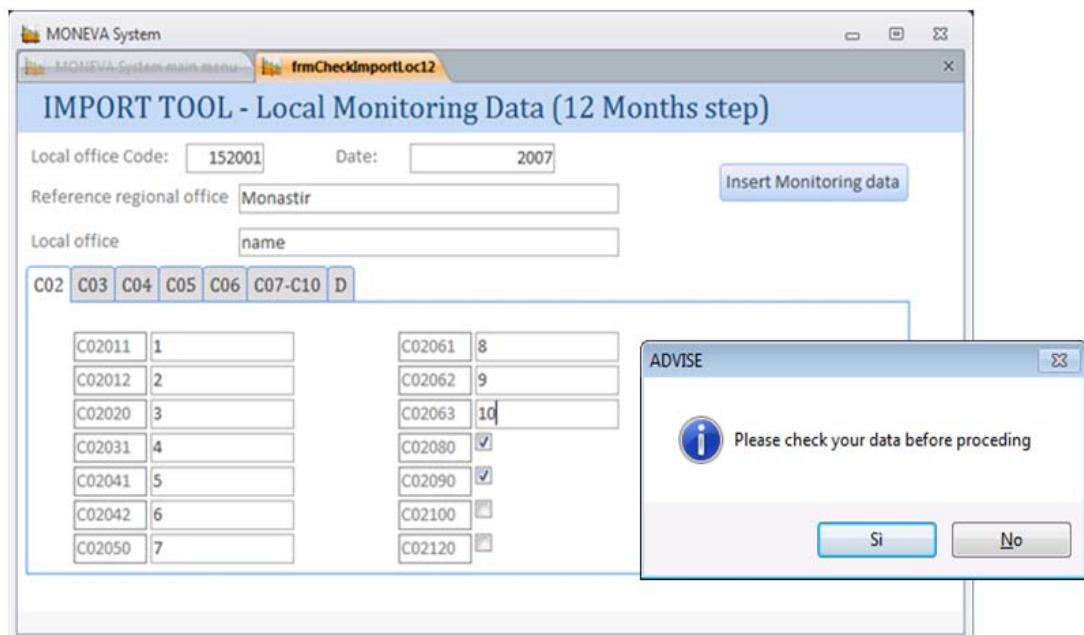 MONEVA System
MONEVA System main menu frmCheckImportLoc12
IMPORT TOOL - Local Monitoring Data (12 Months step)
Local office Code: 152001 Date: 2007
Insert Monitoring data
Reference regional office Monastir
Local office name
C02 C03 C04 C05 C06 C07-C10 D
C02011 1 C02061 8
C02012 2 C02062 9
C02020 3 C02063 10
C02031 4 C02080
C02041 5 C02090
C02042 6 C02100
C02050 7 C02120
ADVISE
Please check your data before proceding
Sì No